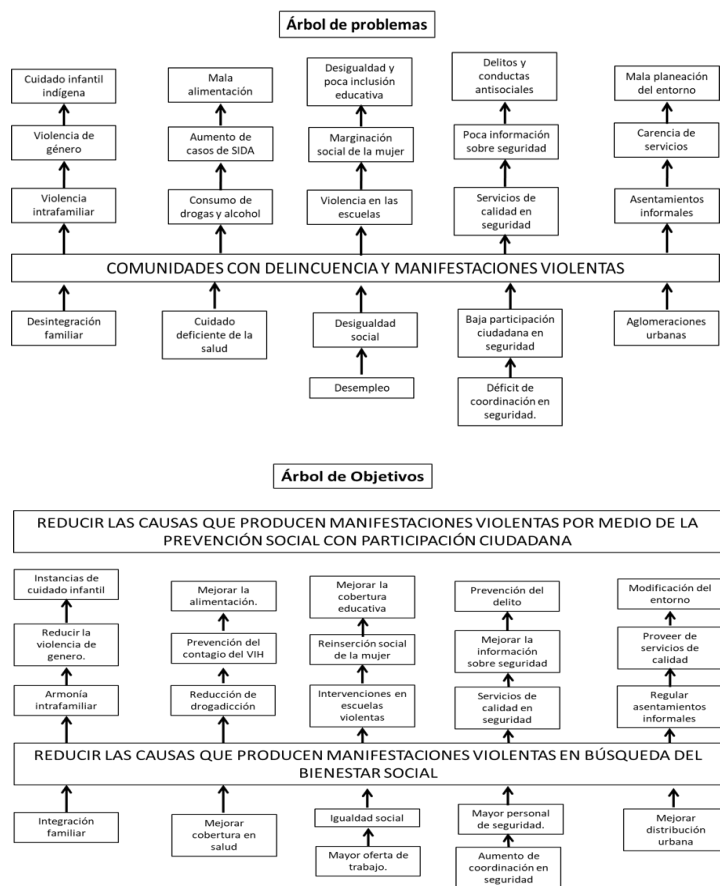 Árbol de problemas
Cuidado infantil
indígena
Mala
alimentación
Desigualdad y
poca inclusión
educativa
Delitos y
conductas
antisociales
Mala planeación
del entorno
Violencia de
género
Aumento de
casos de SIDA
Marginación
social de la mujer
Poca información
sobre seguridad
Carencia de
servicios
Violencia
intrafamiliar
Consumo de
drogas y alcohol
Violencia en las
escuelas
Servicios de
calidad en
seguridad
Asentamientos
informales
COMUNIDADES CON DELINCUENCIA Y MANIFESTACIONES VIOLENTAS
Desintegración
familiar
Cuidado
deficiente de la
salud
Desigualdad
social
Baja participación
ciudadana en
seguridad
Aglomeraciones
urbanas
Desempleo
Déficit de
coordinación en
seguridad.
Árbol de Objetivos
REDUCIR LAS CAUSAS QUE PRODUCEN MANIFESTACIONES VIOLENTAS POR MEDIO DE LA
PREVENCIÓN SOCIAL CON PARTICIPACIÓN CIUDADANA
Instancias de
cuidado infantil
Mejorar la
alimentación.
Mejorar la
cobertura
educativa
Prevención del
delito
Modificación del
entorno
Reducir la
violencia de
genero.
Prevención del
contagio del VIH
Reinserción social
de la mujer
Mejorar la
información
sobre seguridad
Proveer de
servicios de
calidad
Armonía
intrafamiliar
Reducción de
drogadicción
Intervenciones en
escuelas
violentas
Servicios de
calidad en
seguridad
Regular
asentamientos
informales
REDUCIR LAS CAUSAS QUE PRODUCEN MANIFESTACIONES VIOLENTAS EN BÚSQUEDA DEL
BIENESTAR SOCIAL
Integración
familiar
Mejorar
cobertura en
salud
Igualdad social
Mayor personal
de seguridad.
Mejorar
distribución
urbana
Mayor oferta de
trabajo.
Aumento de
coordinación en
seguridad